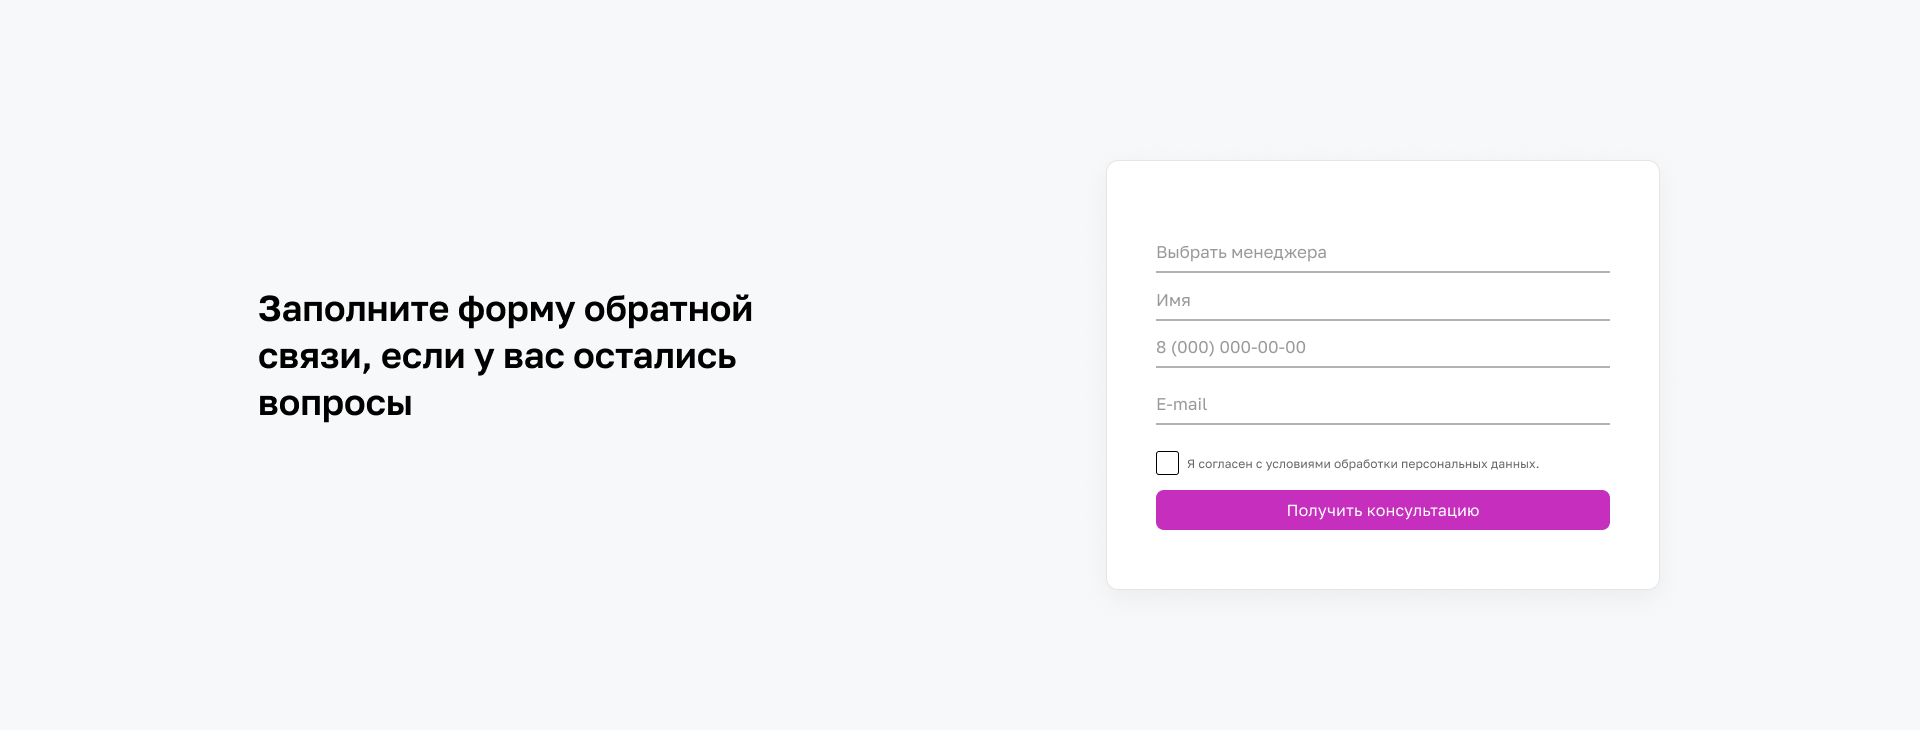 Заполните форму обратной
связи, если у вас остались
вопросы
Выбрать менеджера
Имя
8 (000) 000-00-00
E-mail
Я согласен с условиями обработки персональных данных.
Получить консультацию